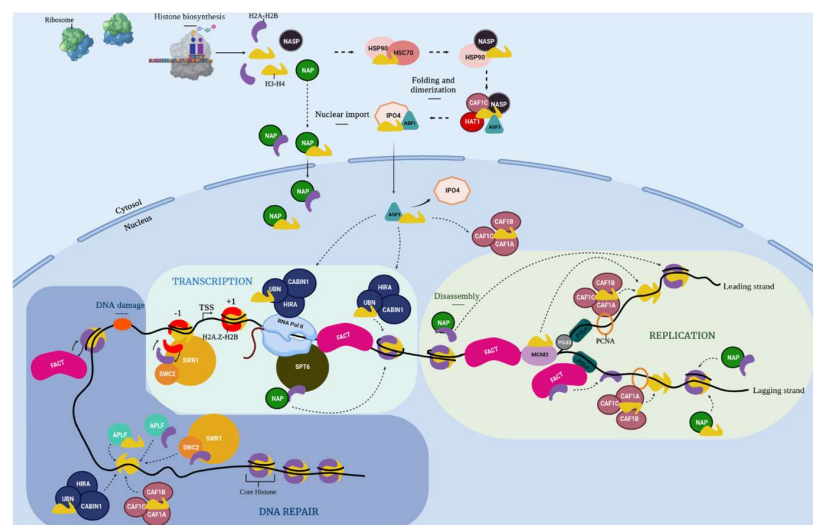 Ribosome
Histone biosynthesis
H2A-H2B
NASP
H3-H4
NAP
HSP90
HSC70
NASP
HSP90
Folding and
dimerization
CAF1C
NASP
HAT1
ASF1
Nuclear import
IPO4
ASF1
NAP
NAP
NAP
NAP
Cytosol
Nucleus
ASF1
IPO4
CAF1B
CAF1C
CAF1A
TRANSCRIPTION
DNA damage
-1
TSS
+1
H2A.Z-H2B
SWR1
SWC2
FACT
UBN
CABIN1
HIRA
RNA Pol II
SPT6
FACT
NAP
HIRA
UBN
CABIN1
Disassembly
NAP
FACT
MCM2
FACT
PCNA
CAF1B
CAF1C
CAF1A
Leading strand
REPLICATION
NAP
Lagging strand
CAF1A
CAF1C
CAF1B
NAP
APLF
APLF
SWR1
SWC2
HIRA
UBN
CABIN1
CAF1B
CAF1C
CAF1A
Core Histone
DNA REPAIR